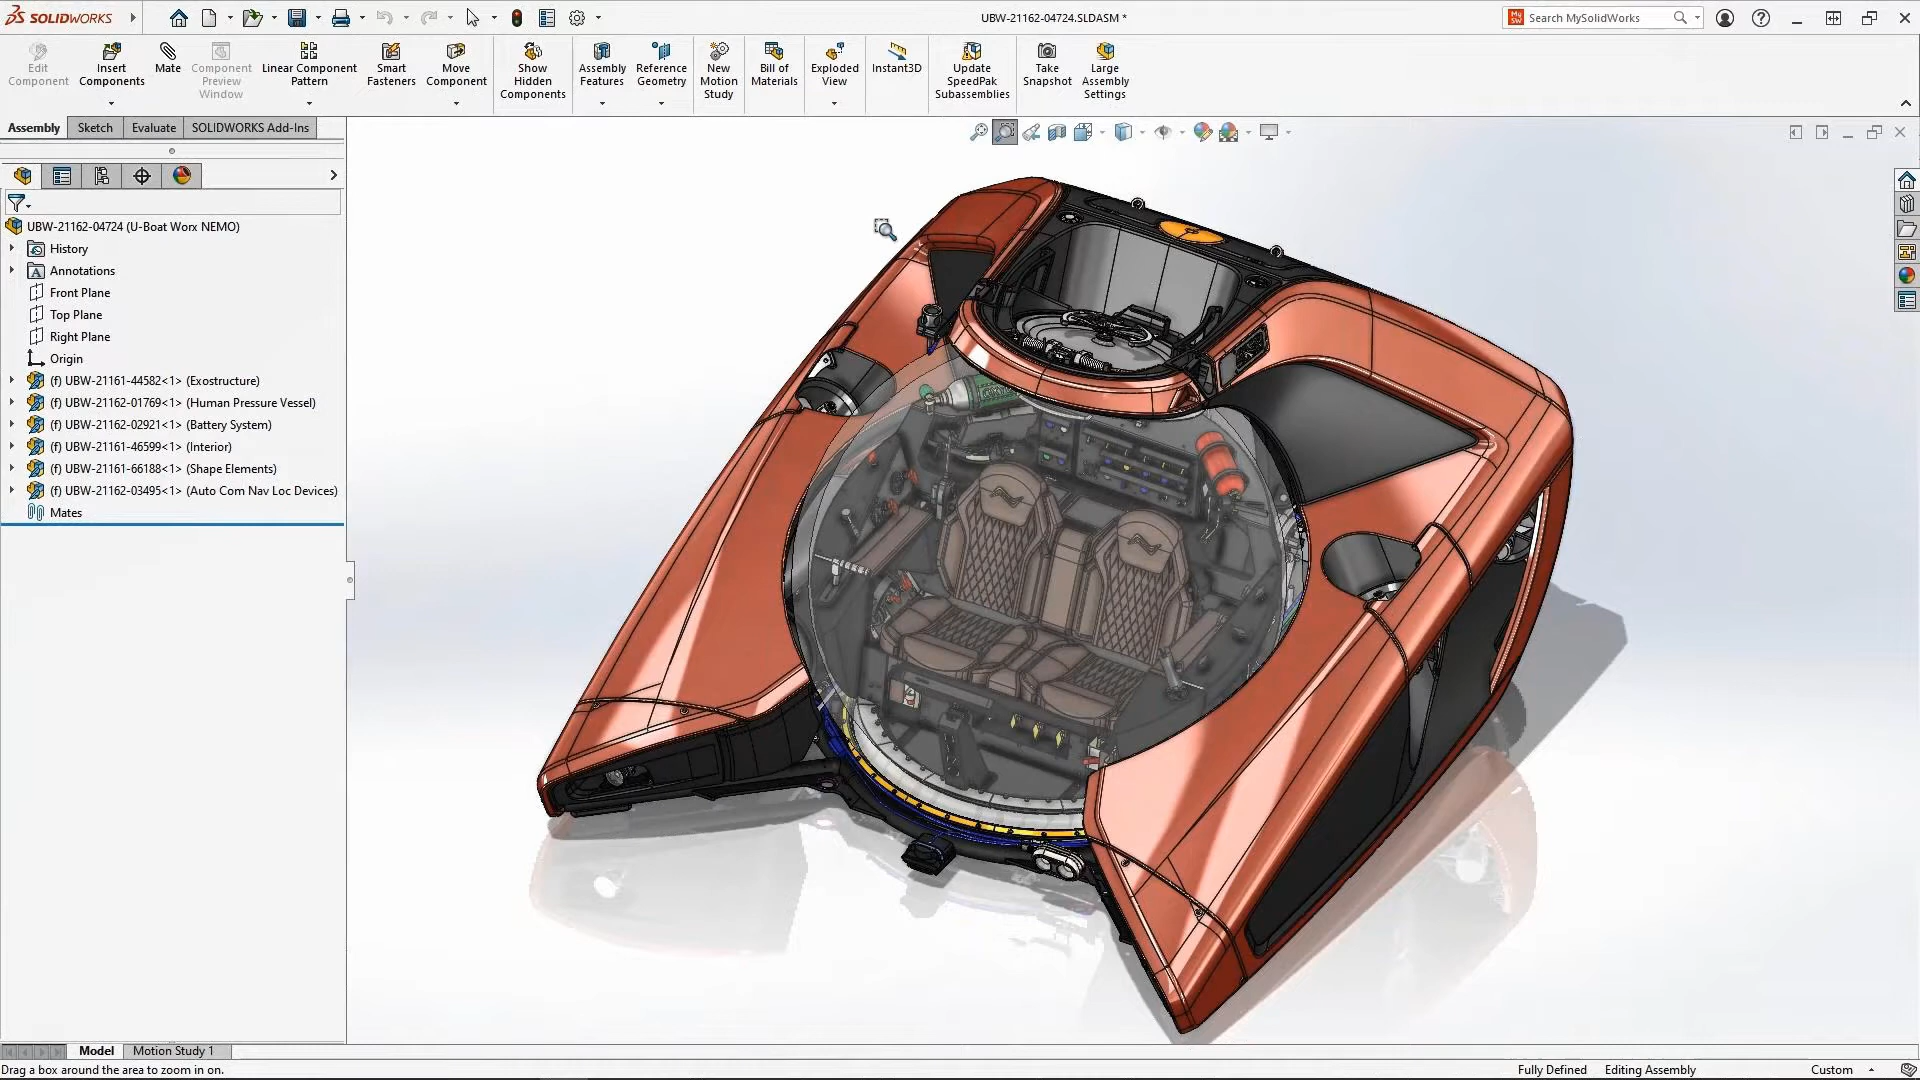 SOLIDWORKS
UBW-21162-04724.SLDASM *
Search MySolidWorks
Edit Component
Insert Components
Mate
Component Preview Window
Linear Component Pattern
Smart Fasteners
Move Component
Show Hidden Components
Assembly Features
Reference Geometry
New Motion Study
Bill of Materials
Exploded View
Instant3D
Update SpeedPak Subassemblies
Take Snapshot
Large Assembly Settings
Assembly
Sketch
Evaluate
SOLIDWORKS Add-Ins
UBW-21162-04724 (U-Boat Worx NEMO)
History
Annotations
Front Plane
Top Plane
Right Plane
Origin
(f) UBW-21161-44582<1> (Exostructure)
(f) UBW-21162-01769<1> (Human Pressure Vessel)
(f) UBW-21162-02921<1> (Battery System)
(f) UBW-21161-46599<1> (Interior)
(f) UBW-21161-66188<1> (Shape Elements)
(f) UBW-21162-03495<1> (Auto Com Nav Loc Devices)
Mates
Model
Motion Study 1
Drag a box around the area to zoom in on.
Fully Defined
Editing Assembly
Custom